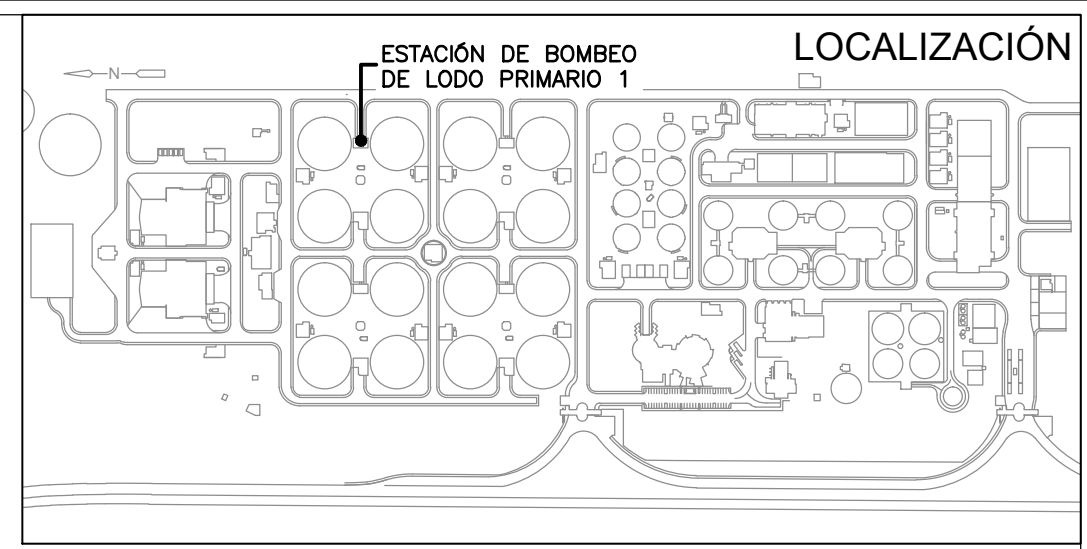 LOCALIZACIÓN
ESTACIÓN DE BOMBEO
DE LODO PRIMARIO 1
N